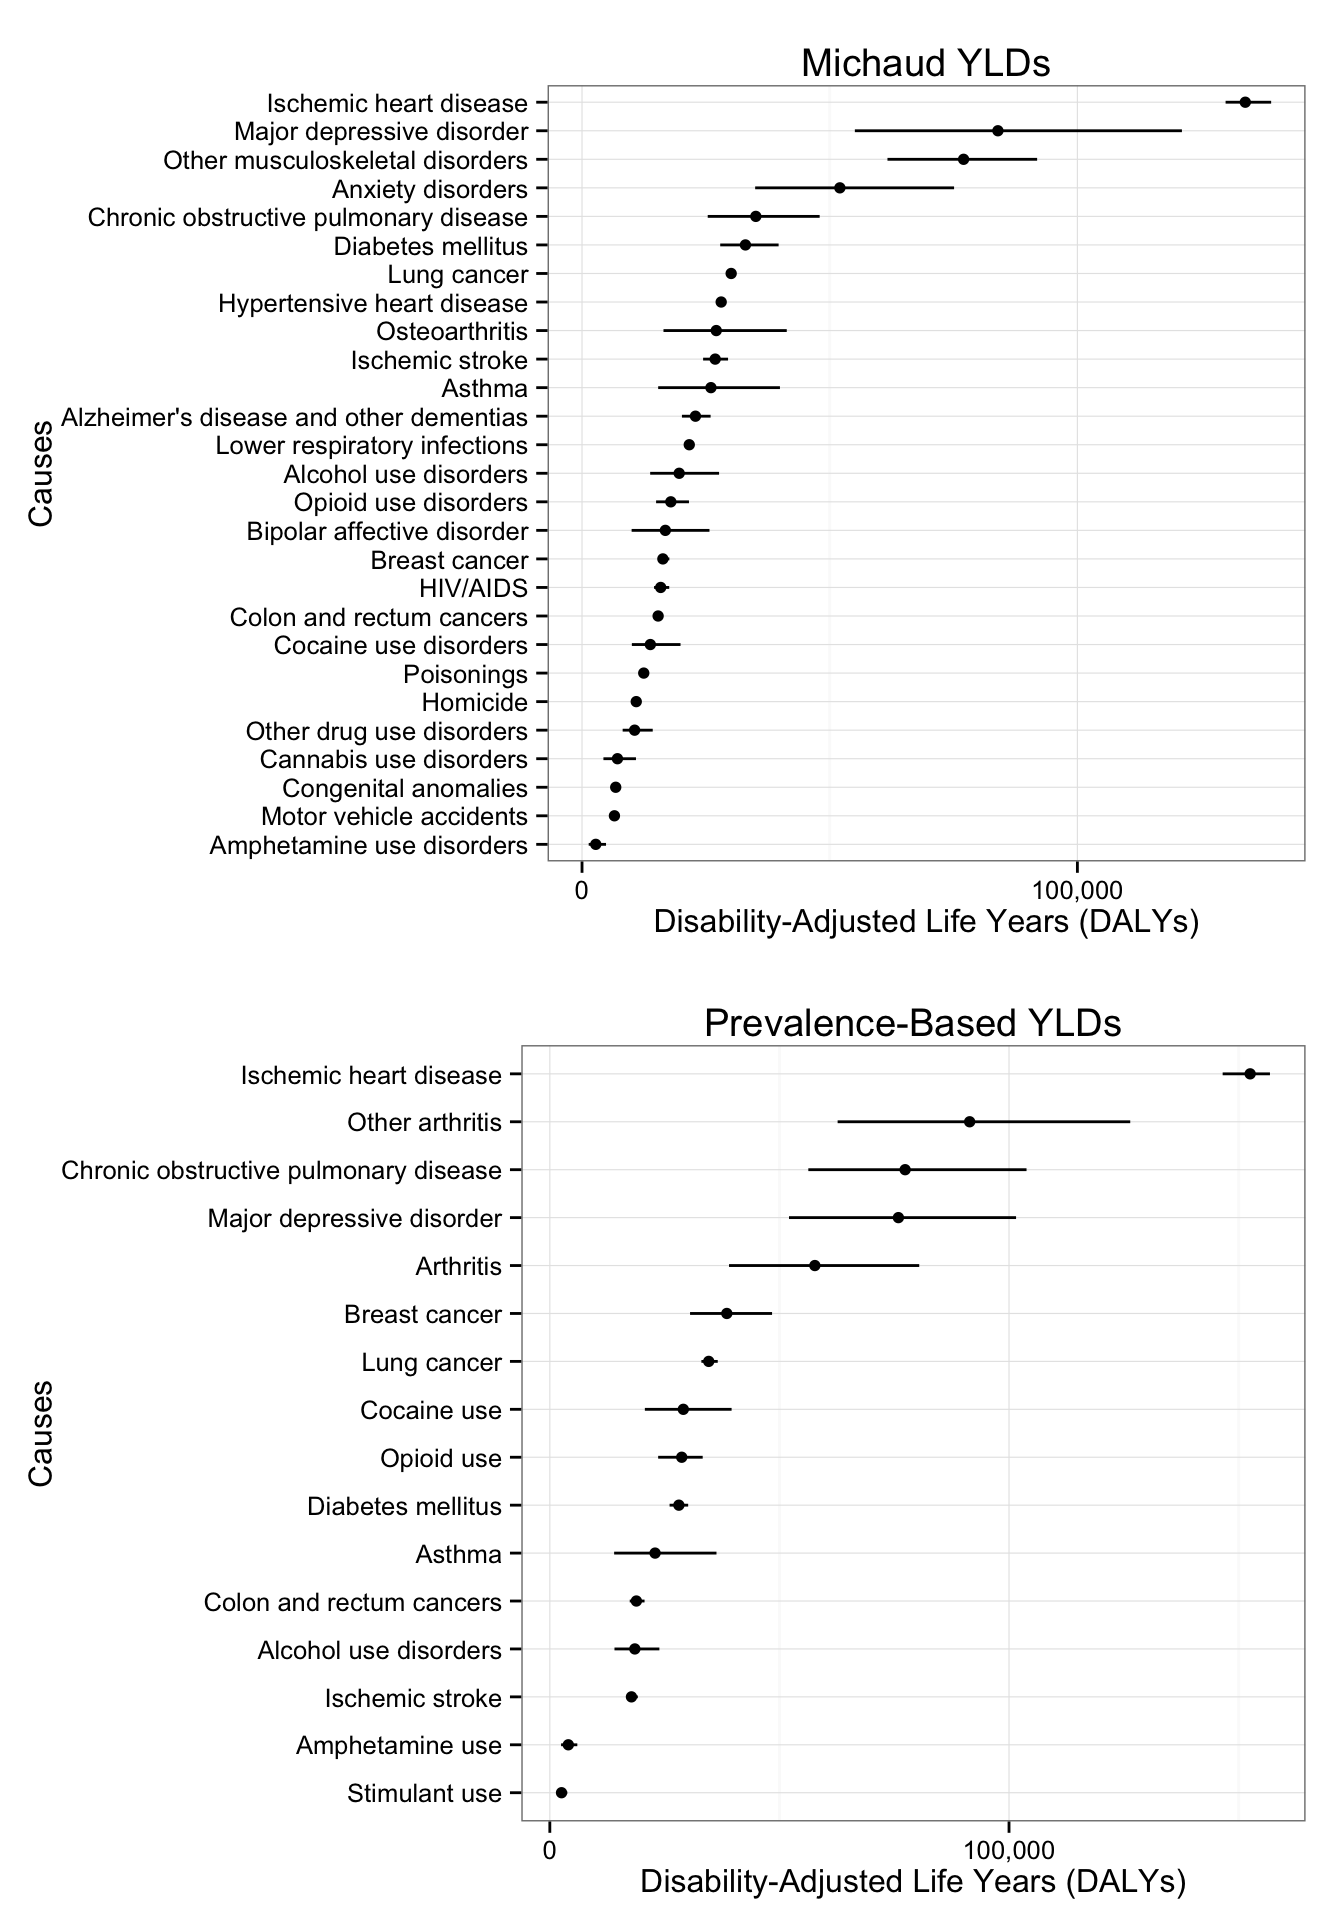 Michaud YLDs
Causes
Ischemic heart disease
Major depressive disorder
Other musculoskeletal disorders
Anxiety disorders
Chronic obstructive pulmonary disease
Diabetes mellitus
Lung cancer
Hypertensive heart disease
Osteoarthritis
Ischemic stroke
Asthma
Alzheimer's disease and other dementias
Lower respiratory infections
Alcohol use disorders
Opioid use disorders
Bipolar affective disorder
Breast cancer
HIV/AIDS
Colon and rectum cancers
Cocaine use disorders
Poisonings
Homicide
Other drug use disorders
Cannabis use disorders
Congenital anomalies
Motor vehicle accidents
Amphetamine use disorders
0 100,000
Disability-Adjusted Life Years (DALYs)
Prevalence-Based YLDs
Causes
Ischemic heart disease
Other arthritis
Chronic obstructive pulmonary disease
Major depressive disorder
Arthritis
Breast cancer
Lung cancer
Cocaine use
Opioid use
Diabetes mellitus
Asthma
Colon and rectum cancers
Alcohol use disorders
Ischemic stroke
Amphetamine use
Stimulant use
0 100,000
Disability-Adjusted Life Years (DALYs)